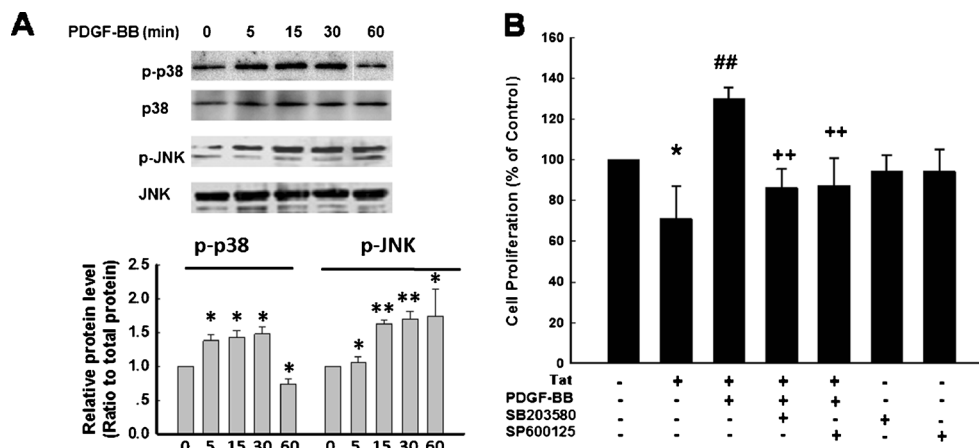 A
PDGF-BB (min) 0 5 15 30 60
p-p38
p38
p-JNK
JNK
p-p38 p-JNK
Relative protein level
(Ratio to total protein)
2.5
2.0
1.5
1.0
0.5
0.0
* * * * * ** ** *
0 5 15 30 60 0 5 15 30 60
B
Cell Proliferation (% of Control)
160
140
120
100
80
60
40
20
0
* ## ++ ++
Tat - + + + + - -
PDGF-BB - - + + + - -
SB203580 - - - + - + -
SP600125 - - - - + - +